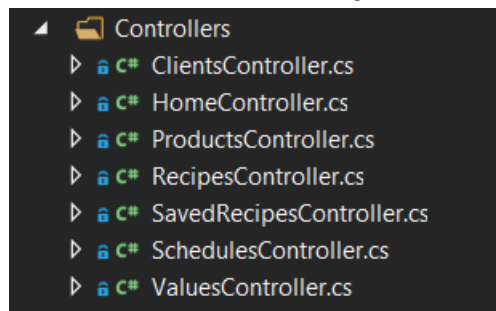 Controllers
C# ClientsController.cs
C# HomeController.cs
C# ProductsController.cs
C# RecipesController.cs
C# SavedRecipesController.cs
C# SchedulesController.cs
C# ValuesController.cs